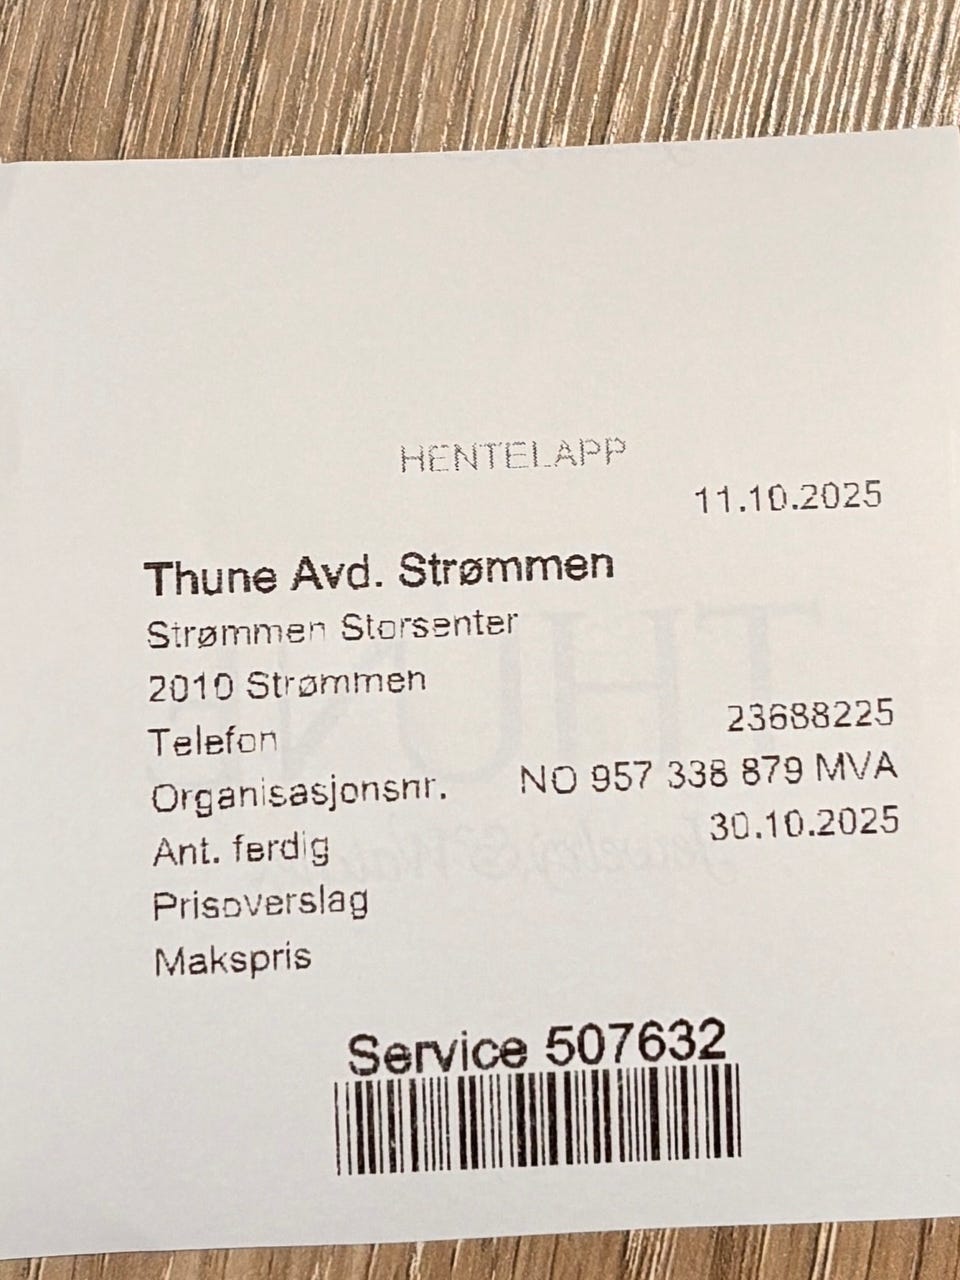 HENTELAPP
11.10.2025
Thune Avd. Strømmen
Strømmen Storsenter
2010 Strømmen
Telefon 23688225
Organisasjonsnr. NO 957 338 879 MVA
Ant. ferdig 30.10.2025
Prisoverslag
Makspris
Service 507632
THUNE